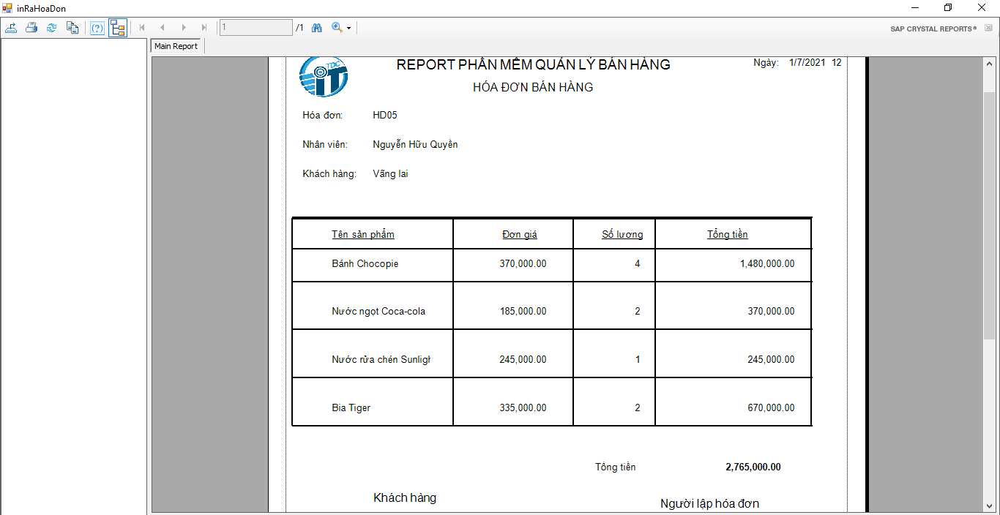 inRaHoaDon
1 /1
SAP CRYSTAL REPORTS®
Main Report
TDC
iT
REPORT PHẦN MỀM QUẢN LÝ BÁN HÀNG
Ngày: 1/7/2021 12
HÓA ĐƠN BÁN HÀNG
Hóa đơn: HD05
Nhân viên: Nguyễn Hữu Quyền
Khách hàng: Vãng lai
Tên sản phẩm Đơn giá Số lượng Tổng tiền
Bánh Chocopie 370,000.00 4 1,480,000.00
Nước ngọt Coca-cola 185,000.00 2 370,000.00
Nước rửa chén Sunligh 245,000.00 1 245,000.00
Bia Tiger 335,000.00 2 670,000.00
Tổng tiền 2,765,000.00
Khách hàng
Người lập hóa đơn